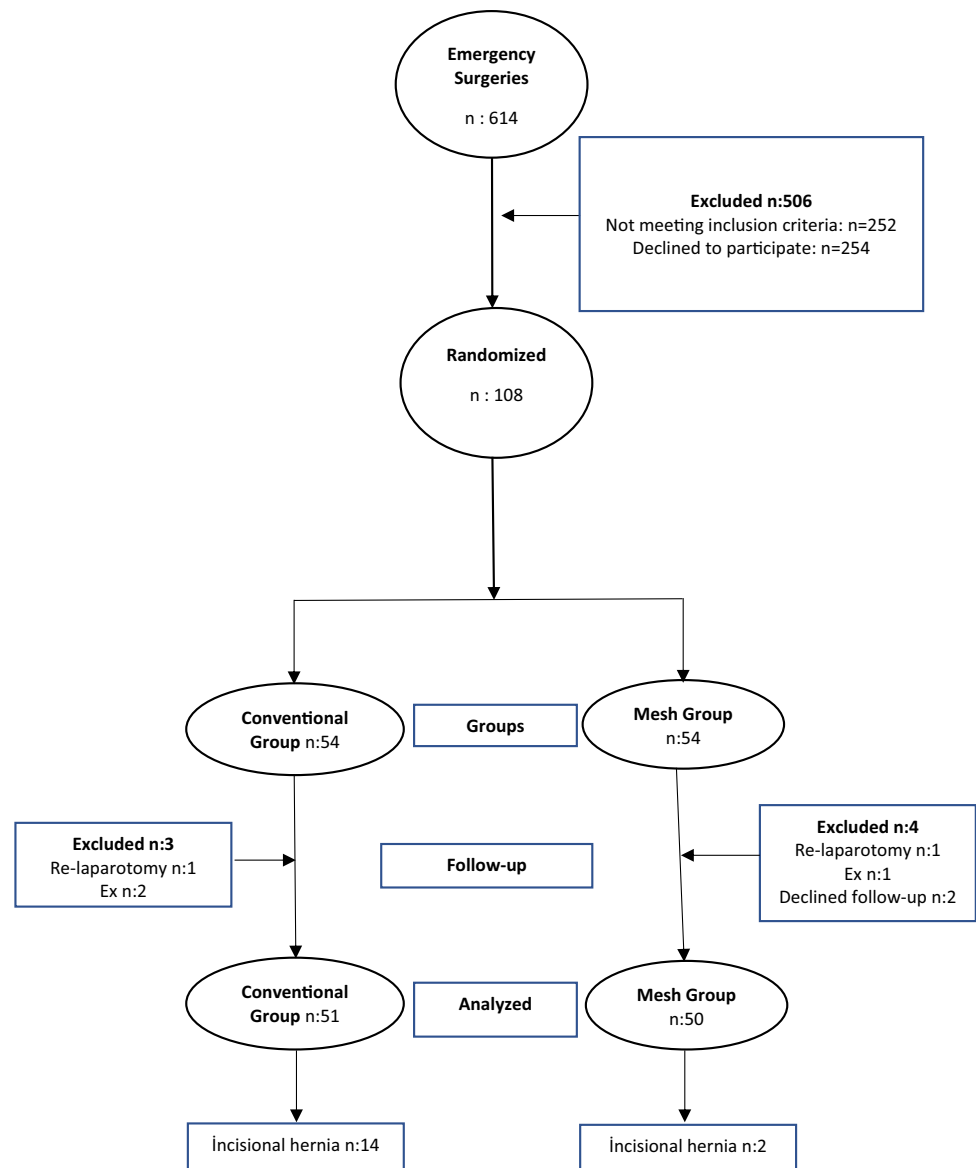 Emergency
Surgeries
n : 614
Excluded n:506
Not meeting inclusion criteria: n=252
Declined to participate: n=254
Randomized
n : 108
Conventional
Group n:54
Groups
Mesh Group
n:54
Excluded n:3
Re-laparotomy n:1
Ex n:2
Follow-up
Excluded n:4
Re-laparotomy n:1
Ex n:1
Declined follow-up n:2
Conventional
Group n:51
Analyzed
Mesh Group
n:50
İncisional hernia n:14
İncisional hernia n:2